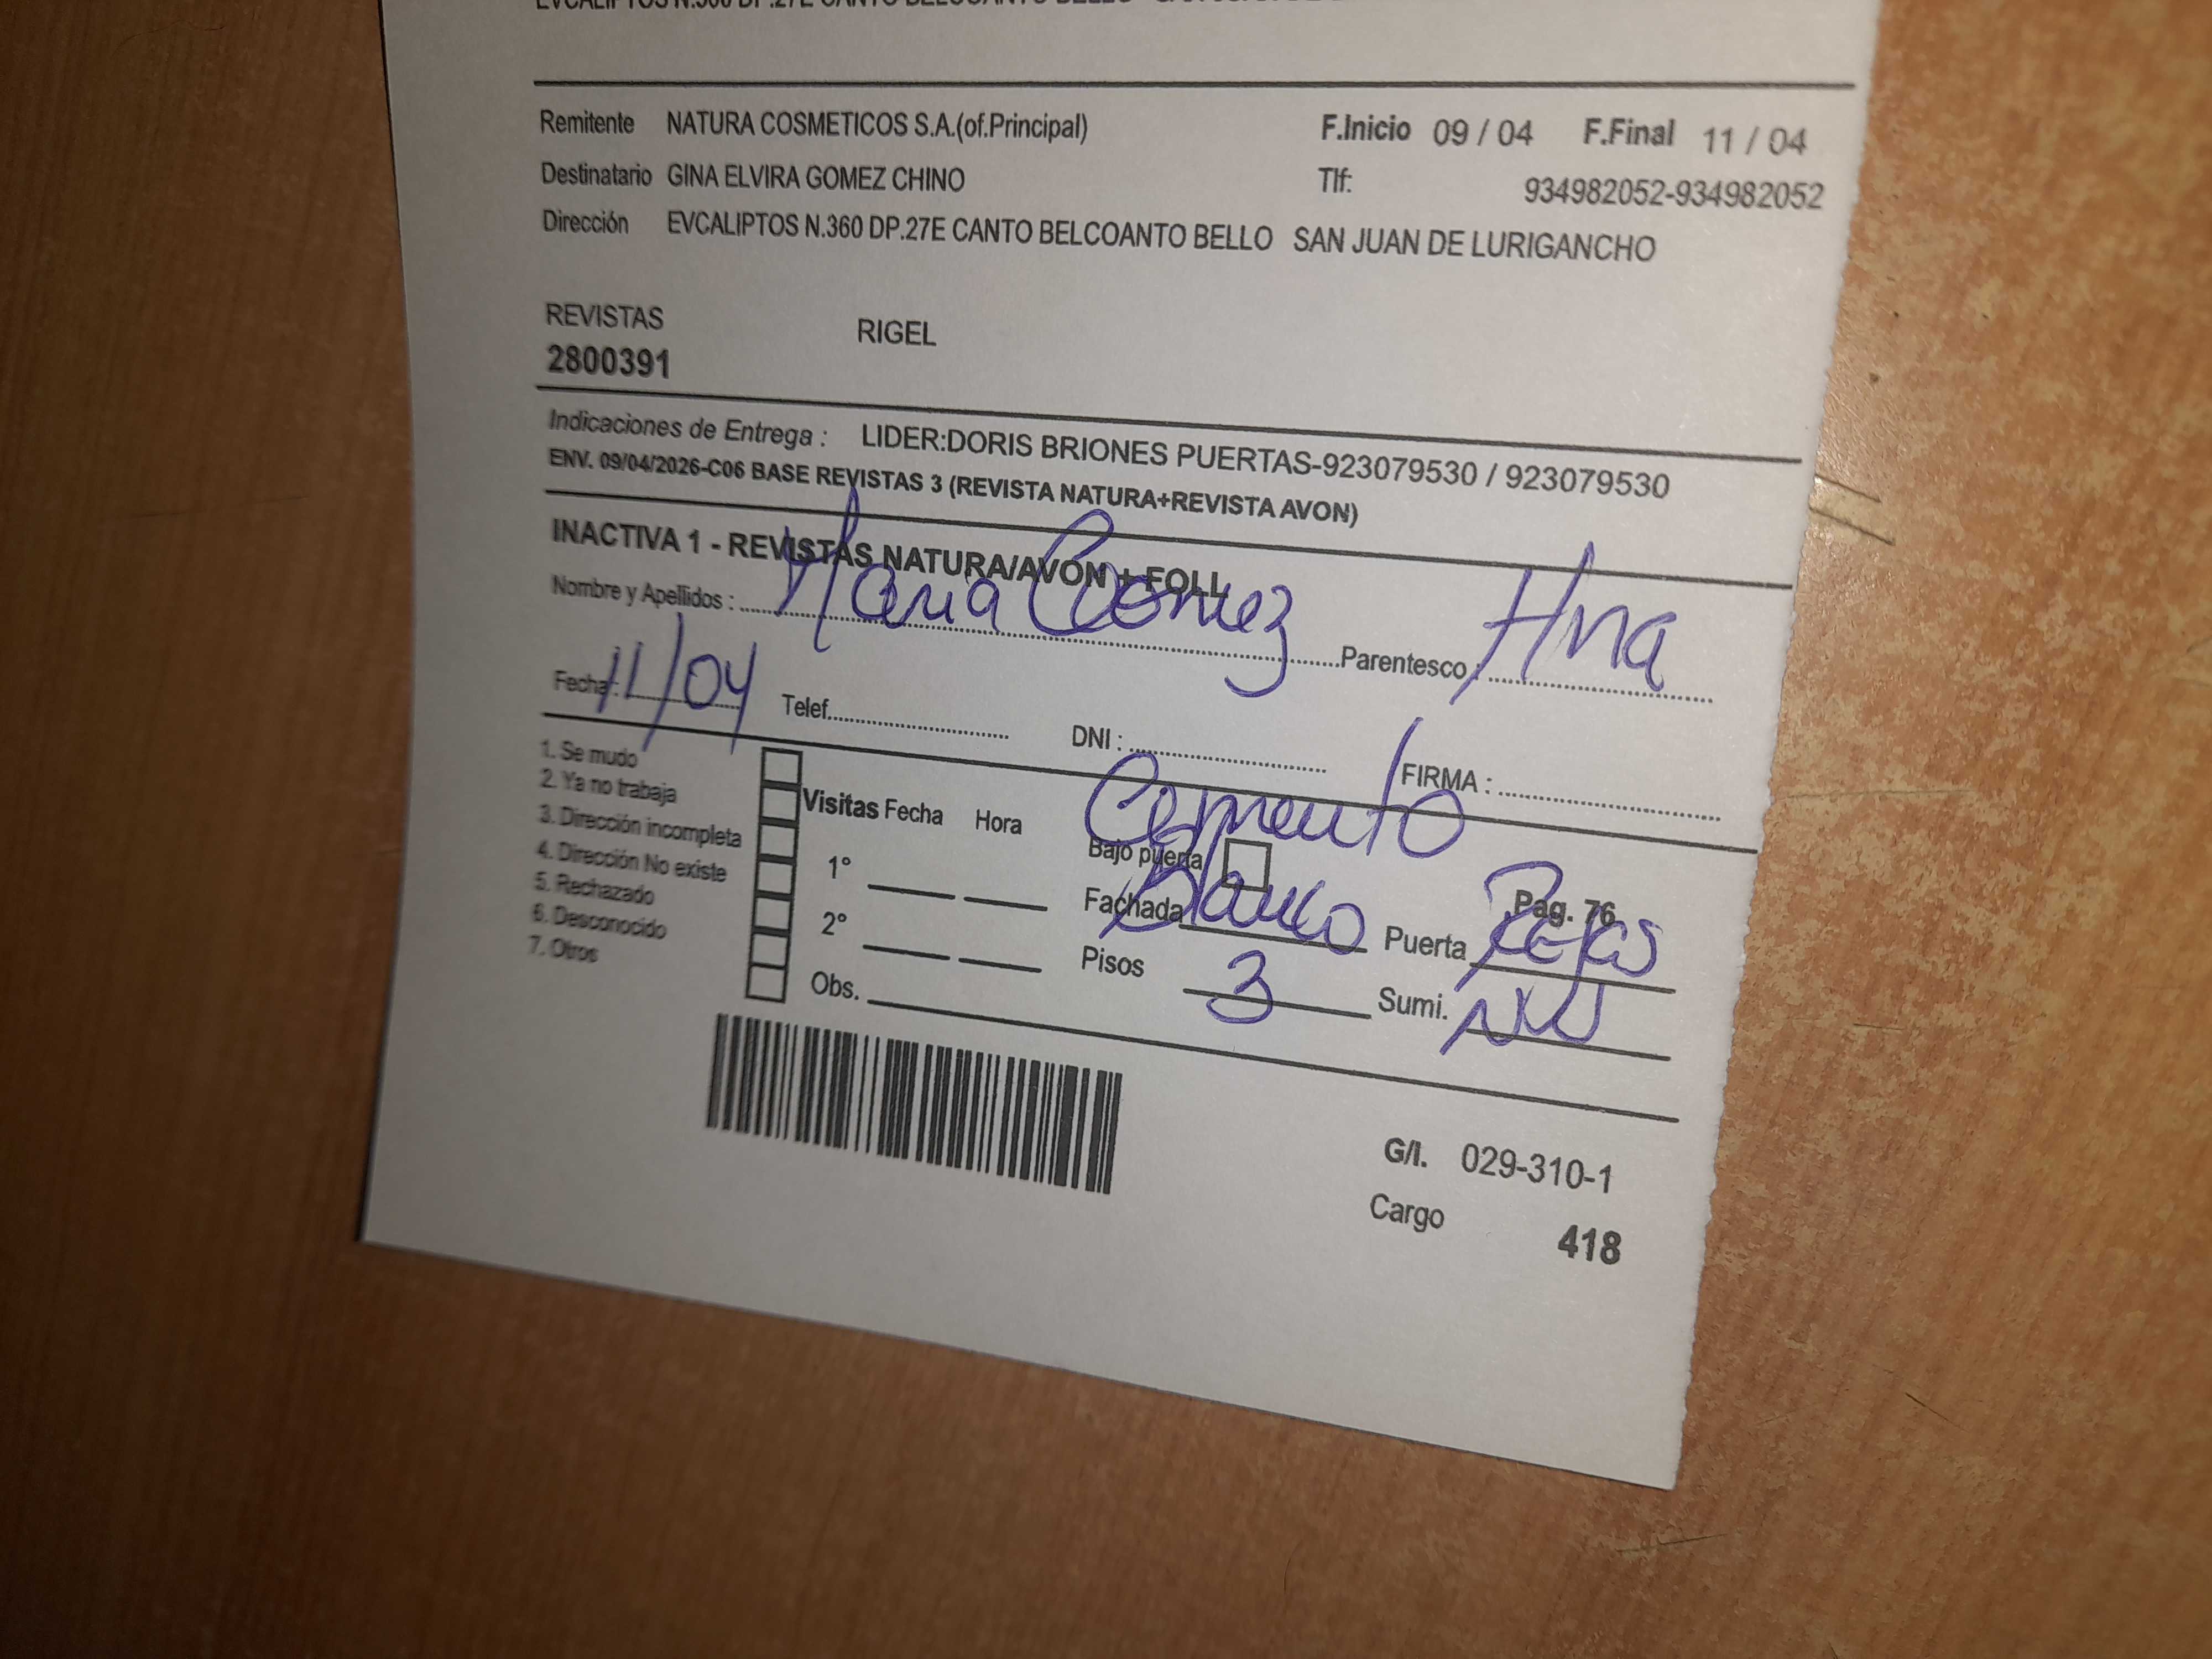 Remitente NATURA COSMETICOS S.A.(of.Principal) F.Inicio 09 / 04 F.Final 11 / 04
Destinatario GINA ELVIRA GOMEZ CHINO Tlf: 934982052-934982052
Dirección EVCALIPTOS N.360 DP.27E CANTO BELCOANTO BELLO SAN JUAN DE LURIGANCHO
REVISTAS RIGEL
2800391
Indicaciones de Entrega : LIDER:DORIS BRIONES PUERTAS-923079530 / 923079530
ENV. 09/04/2026-C06 BASE REVISTAS 3 (REVISTA NATURA+REVISTA AVON)
INACTIVA 1 - REVISTAS NATURA/AVON + FOLL
Nombre y Apellidos : Maria Gomez Parentesco : Hna
Fecha : 11/04 Telef. DNI : FIRMA :
1. Se mudo
2. Ya no trabaja
3. Dirección incompleta
4. Dirección No existe
5. Rechazado
6. Desconocido
7. Otros
Visitas Fecha Hora
1°
2°
Obs.
Cemento
Bajo puerta Pag. 76
Fachada Blanco Puerta Rejas
Pisos 3 Sumi.
G/I. 029-310-1
Cargo 418